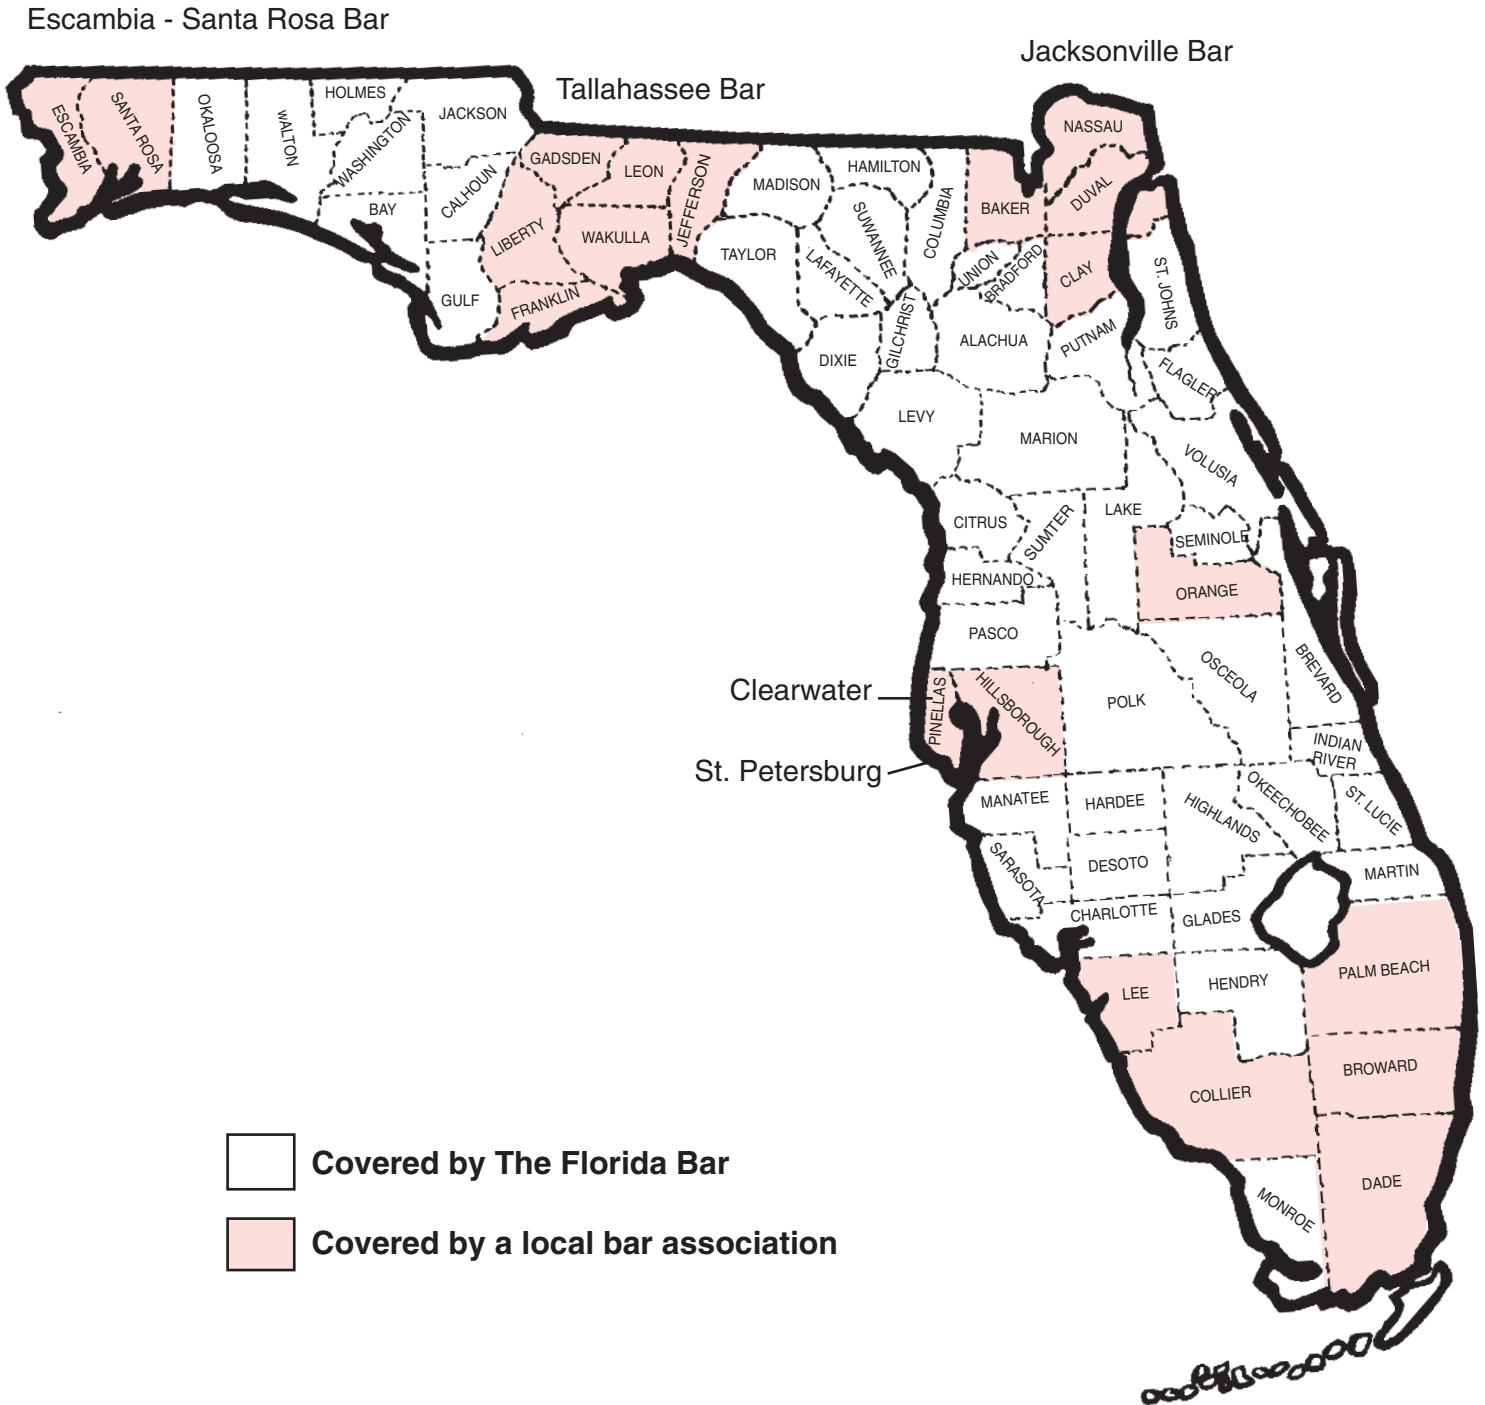 Escambia - Santa Rosa Bar
Jacksonville Bar
Tallahassee Bar
ESCAMBIA
SANTA ROSA
OKALOOSA
WALTON
HOLMES
WASHINGTON
JACKSON
BAY
CALHOUN
GULF
GADSDEN
LEON
JEFFERSON
LIBERTY
WAKULLA
FRANKLIN
MADISON
HAMILTON
TAYLOR
SUWANNEE
COLUMBIA
LAFAYETTE
BAKER
NASSAU
DUVAL
UNION
BRADFORD
CLAY
ST. JOHNS
DIXIE
GILCHRIST
ALACHUA
PUTNAM
FLAGLER
LEVY
MARION
VOLUSIA
CITRUS
SUMTER
LAKE
SEMINOLE
HERNANDO
ORANGE
PASCO
OSCEOLA
BREVARD
Clearwater
PINELLAS
HILLSBOROUGH
POLK
St. Petersburg
INDIAN
RIVER
MANATEE
HARDEE
HIGHLANDS
OKEECHOBEE
ST. LUCIE
SARASOTA
DESOTO
MARTIN
CHARLOTTE
GLADES
LEE
HENDRY
PALM BEACH
COLLIER
BROWARD
MONROE
DADE
Covered by The Florida Bar
Covered by a local bar association